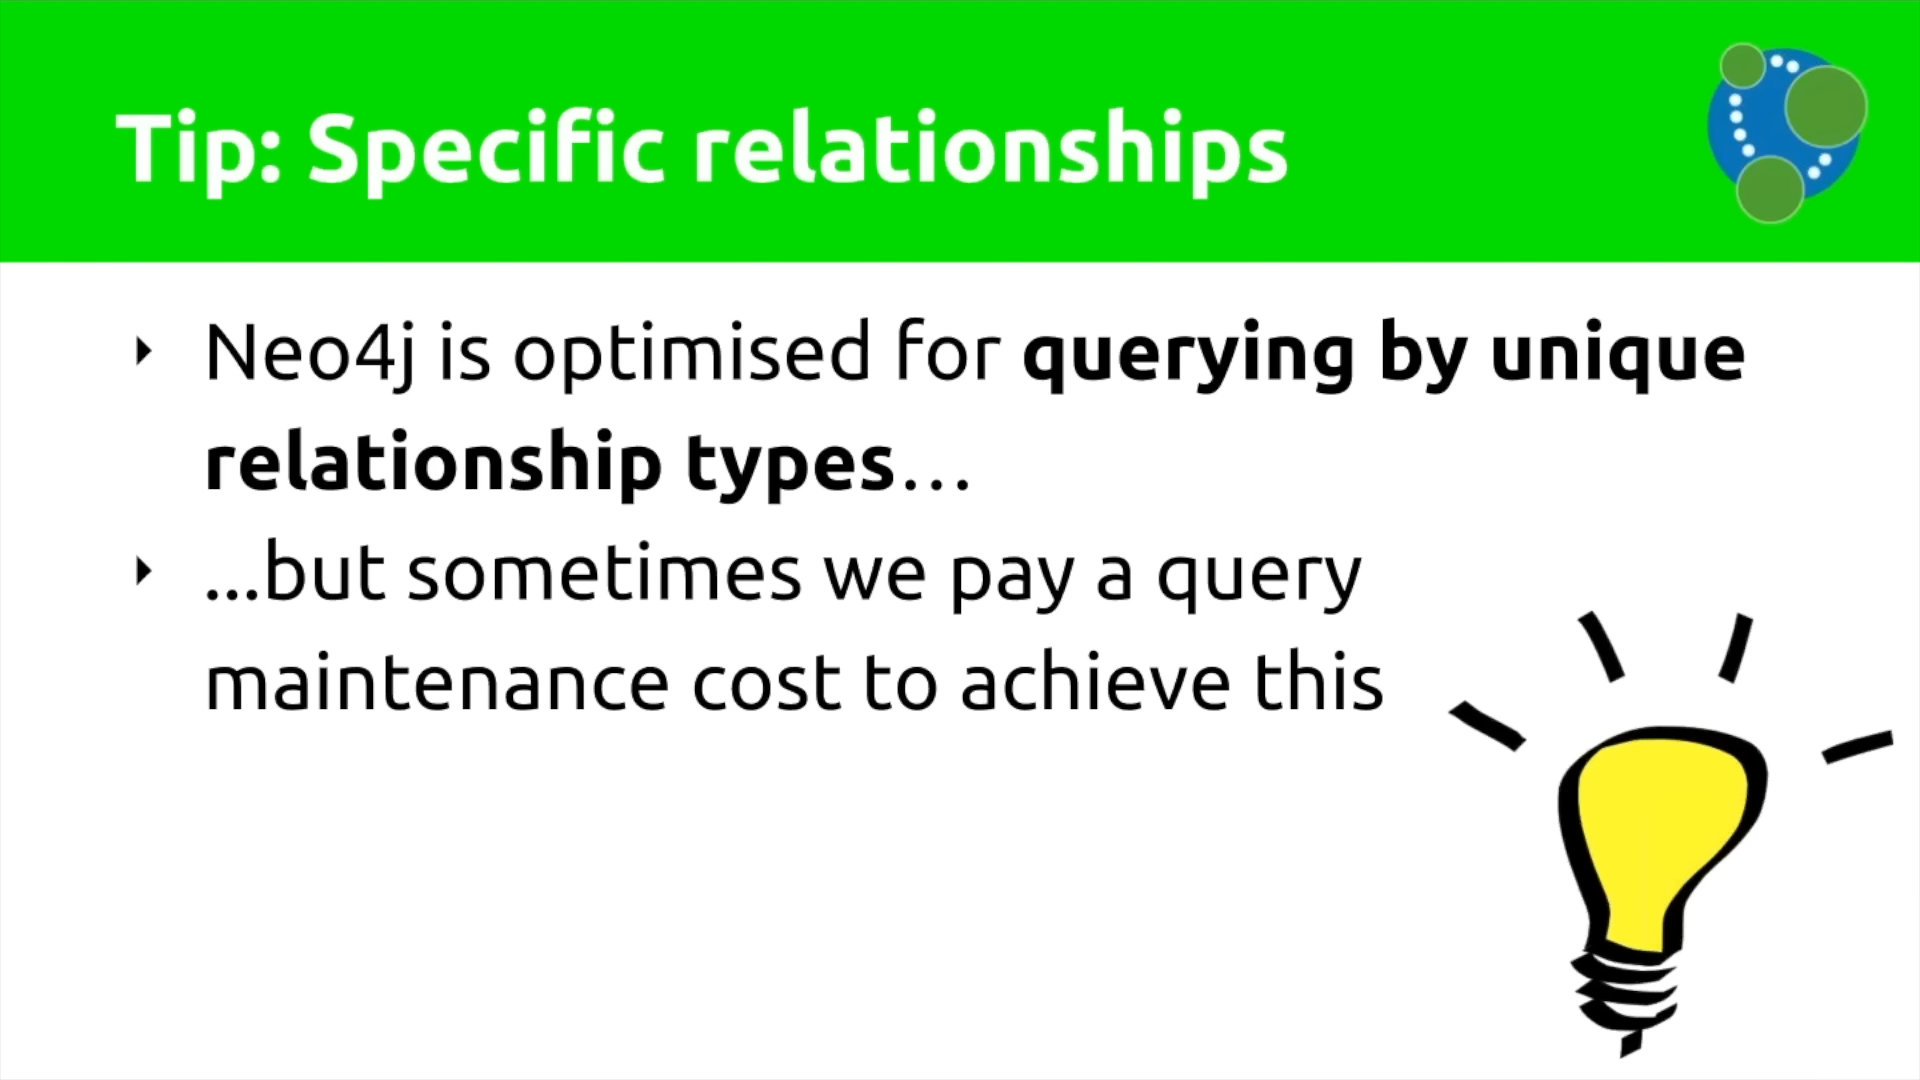 Tip: Specific relationships
Neo4j is optimised for querying by unique
relationship types…
...but sometimes we pay a query
maintenance cost to achieve this